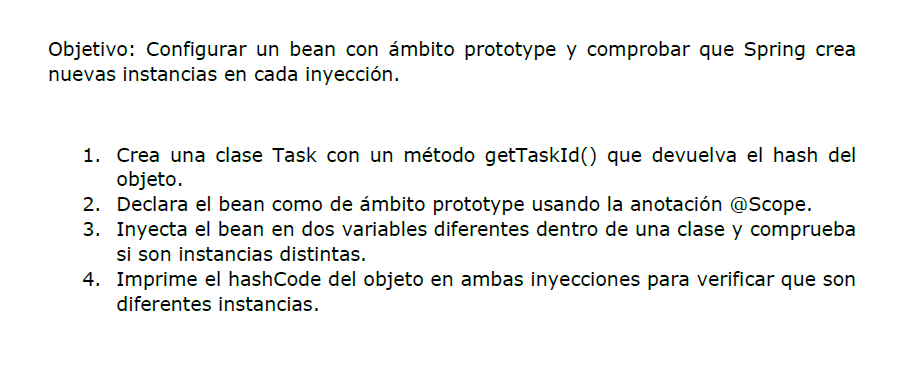 Objetivo: Configurar un bean con ámbito prototype y comprobar que Spring crea
nuevas instancias en cada inyección.
1. Crea una clase Task con un método getTaskId() que devuelva el hash del
objeto.
2. Declara el bean como de ámbito prototype usando la anotación @Scope.
3. Inyecta el bean en dos variables diferentes dentro de una clase y comprueba
si son instancias distintas.
4. Imprime el hashCode del objeto en ambas inyecciones para verificar que son
diferentes instancias.